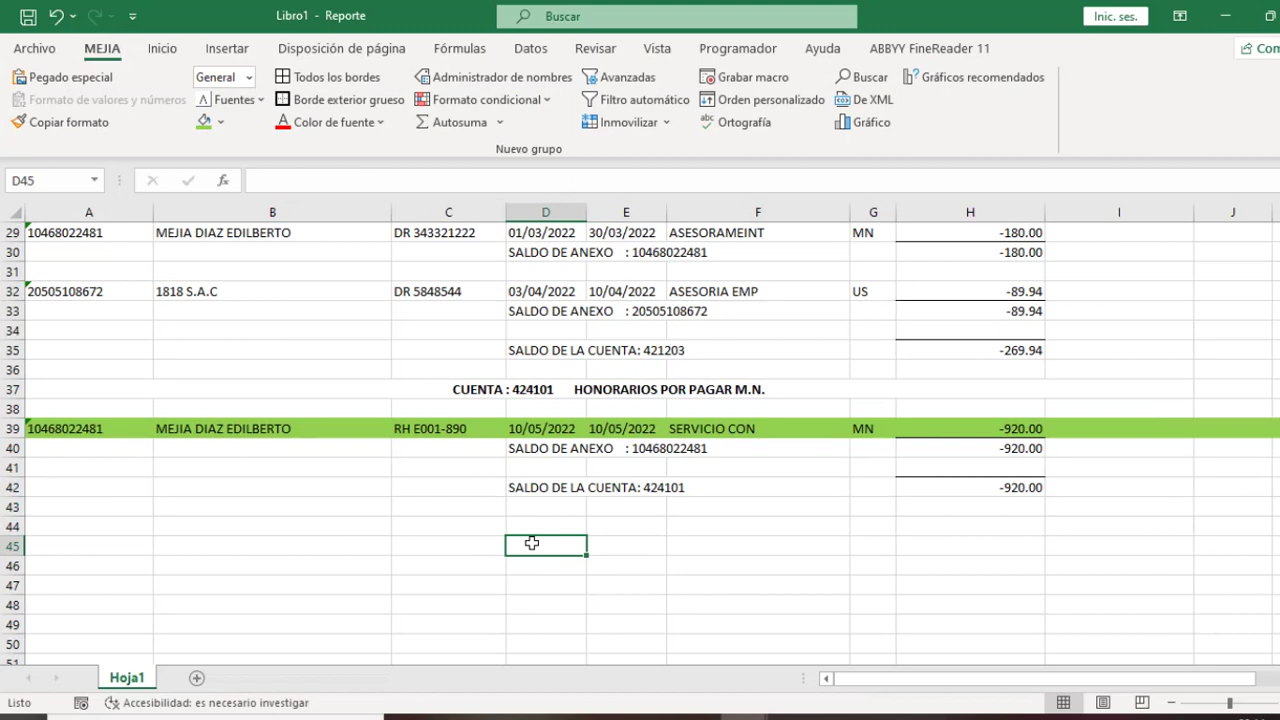 Libro1 - Reporte
Buscar
Inic. ses.
Archivo MEJIA Inicio Insertar Disposición de página Fórmulas Datos Revisar Vista Programador Ayuda ABBYY FineReader 11
Pegado especial General Todos los bordes Administrador de nombres Avanzadas Grabar macro Buscar Gráficos recomendados
Formato de valores y números Fuentes Borde exterior grueso Formato condicional Filtro automático Orden personalizado De XML
Copiar formato Color de fuente Autosuma Inmovilizar Ortografía Gráfico
Nuevo grupo
D45 fx
A B C D E F G H I J
29 10468022481 MEJIA DIAZ EDILBERTO DR 343321222 01/03/2022 30/03/2022 ASESORAMEINT MN -180.00
30 SALDO DE ANEXO : 10468022481 -180.00
31
32 20505108672 1818 S.A.C DR 5848544 03/04/2022 10/04/2022 ASESORIA EMP US -89.94
33 SALDO DE ANEXO : 20505108672 -89.94
34
35 SALDO DE LA CUENTA: 421203 -269.94
36
37 CUENTA : 424101 HONORARIOS POR PAGAR M.N.
38
39 10468022481 MEJIA DIAZ EDILBERTO RH E001-890 10/05/2022 10/05/2022 SERVICIO CON MN -920.00
40 SALDO DE ANEXO : 10468022481 -920.00
41
42 SALDO DE LA CUENTA: 424101 -920.00
43
44
45
46
47
48
49
50
51
Hoja1
Listo Accesibilidad: es necesario investigar